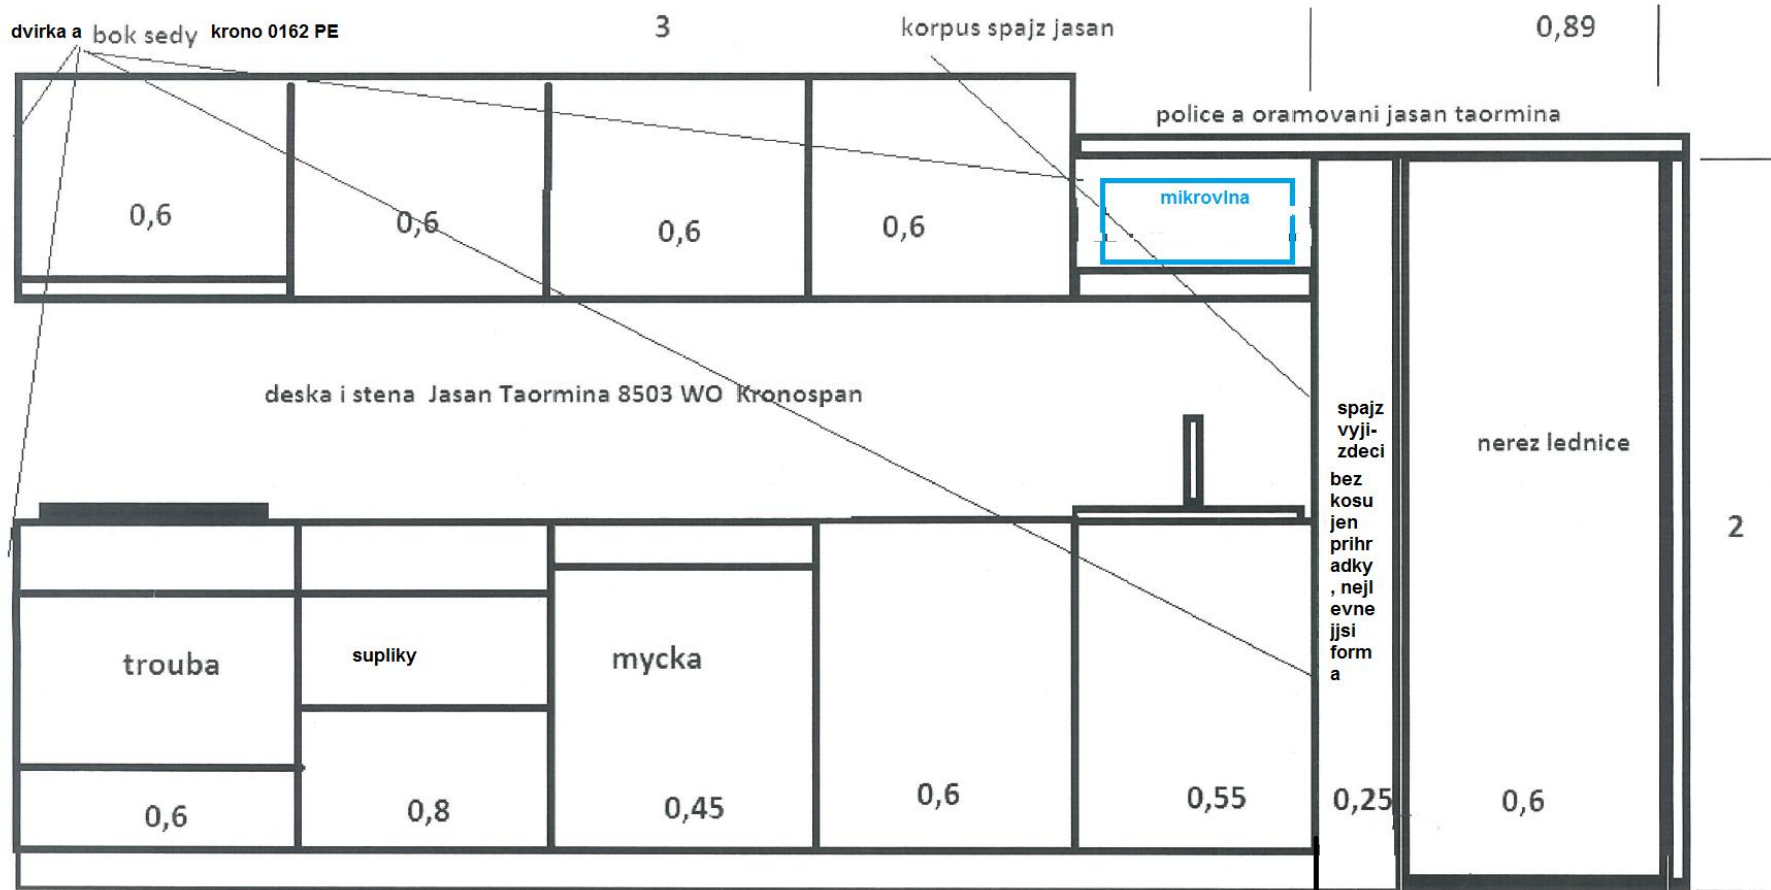 dvirka a bok sedy krono 0162 PE
3
korpus spajz jasan
0,89
police a oramovani jasan taormina
mikrovlna
0,6
0,6
0,6
0,6
deska i stena Jasan Taormina 8503 WO Kronospan
spajz
vyji-
zdeci
bez
kosu
jen
prihr
adky
, nejl
evne
jjsi
form
a
nerez lednice
2
trouba
supliky
mycka
0,6
0,8
0,45
0,6
0,55
0,25
0,6